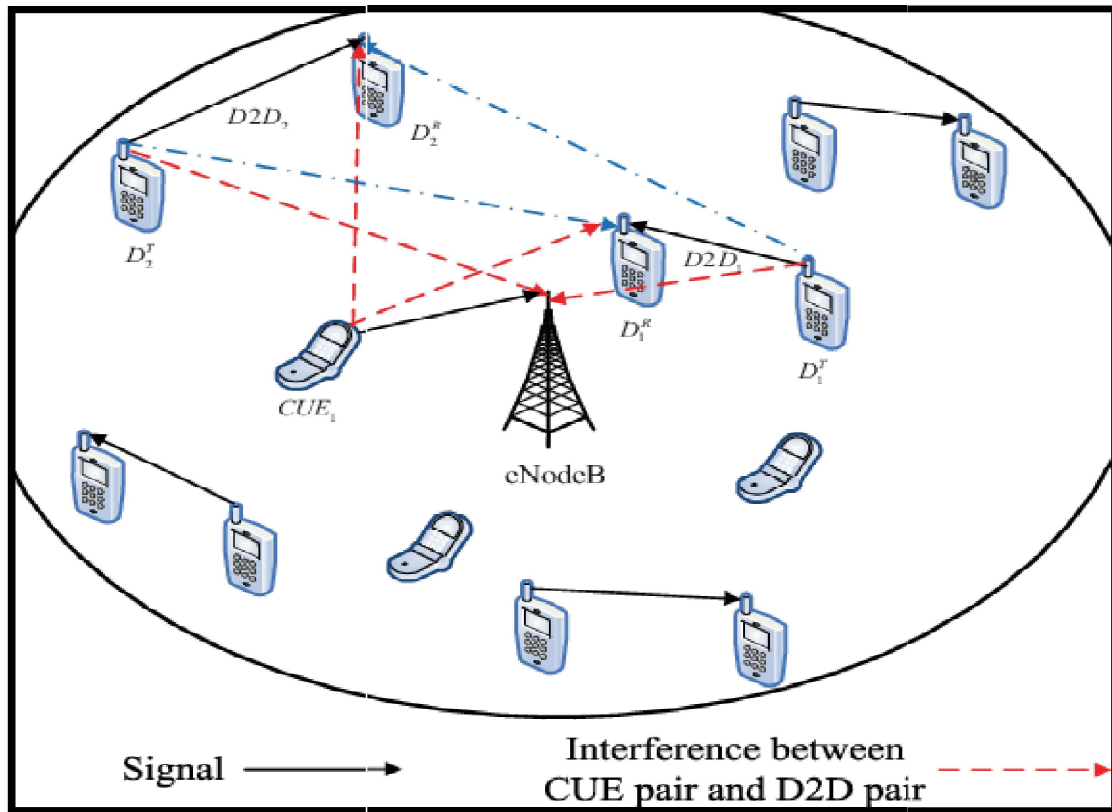 D2D₂
D₂ᴿ
D₂ᵀ
D2D₁
D₁ᴿ
D₁ᵀ
CUE₁
eNodeB
Signal
Interference between
CUE pair and D2D pair